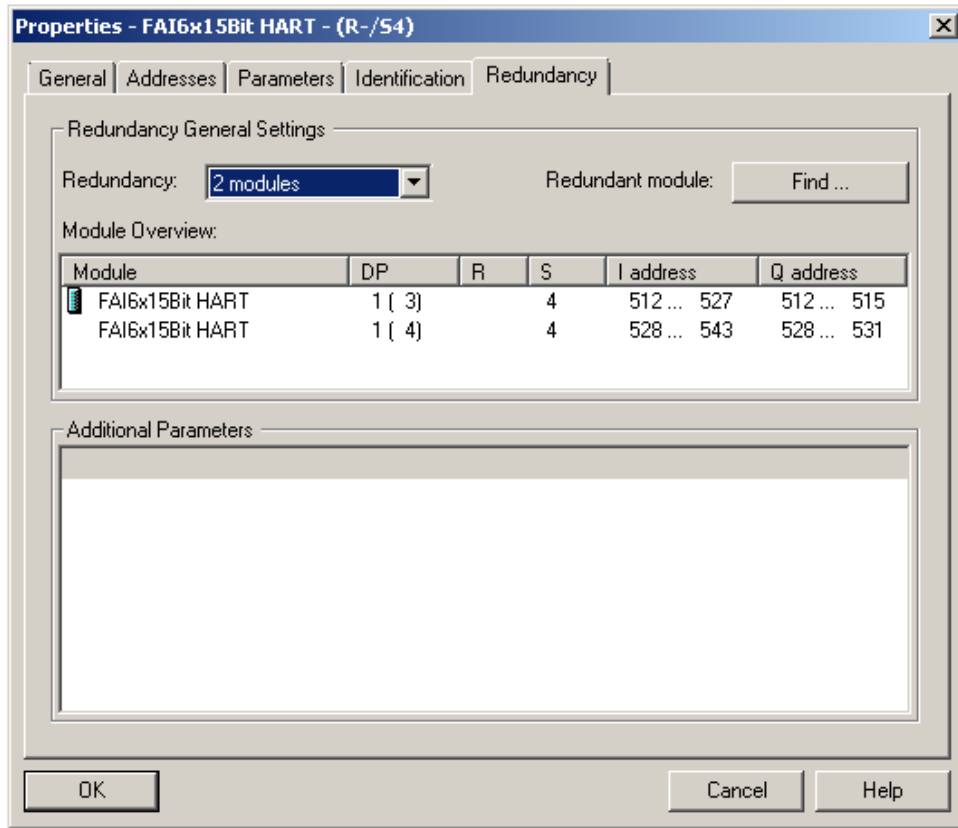 Properties - FAI6x15Bit HART - (R-/S4)
General Addresses Parameters Identification Redundancy
Redundancy General Settings
Redundancy: 2 modules Redundant module: Find ...
Module Overview:
Module DP R S I address Q address
FAI6x15Bit HART 1 ( 3) 4 512 ... 527 512 ... 515
FAI6x15Bit HART 1 ( 4) 4 528 ... 543 528 ... 531
Additional Parameters
OK Cancel Help